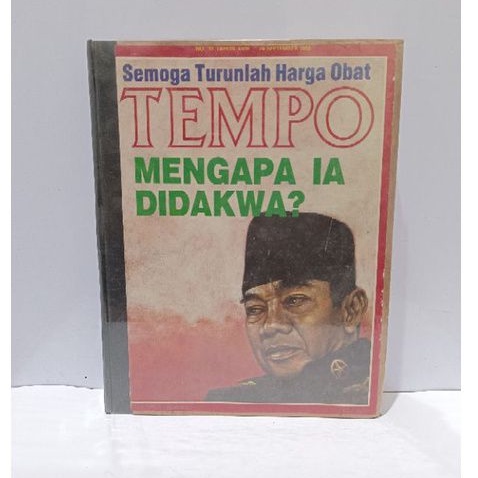 Semoga Turunlah Harga Obat
TEMPO
MENGAPA IA
DIDAKWA?